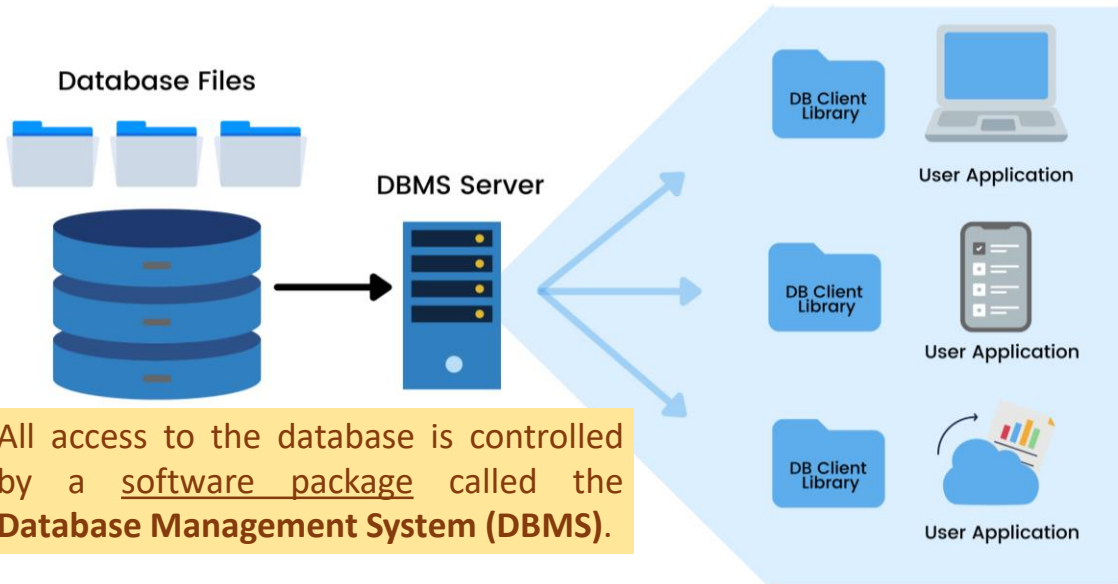 Database Files
DBMS Server
DB Client
Library
User Application
DB Client
Library
User Application
DB Client
Library
User Application
All access to the database is controlled
by a software package called the
Database Management System (DBMS).